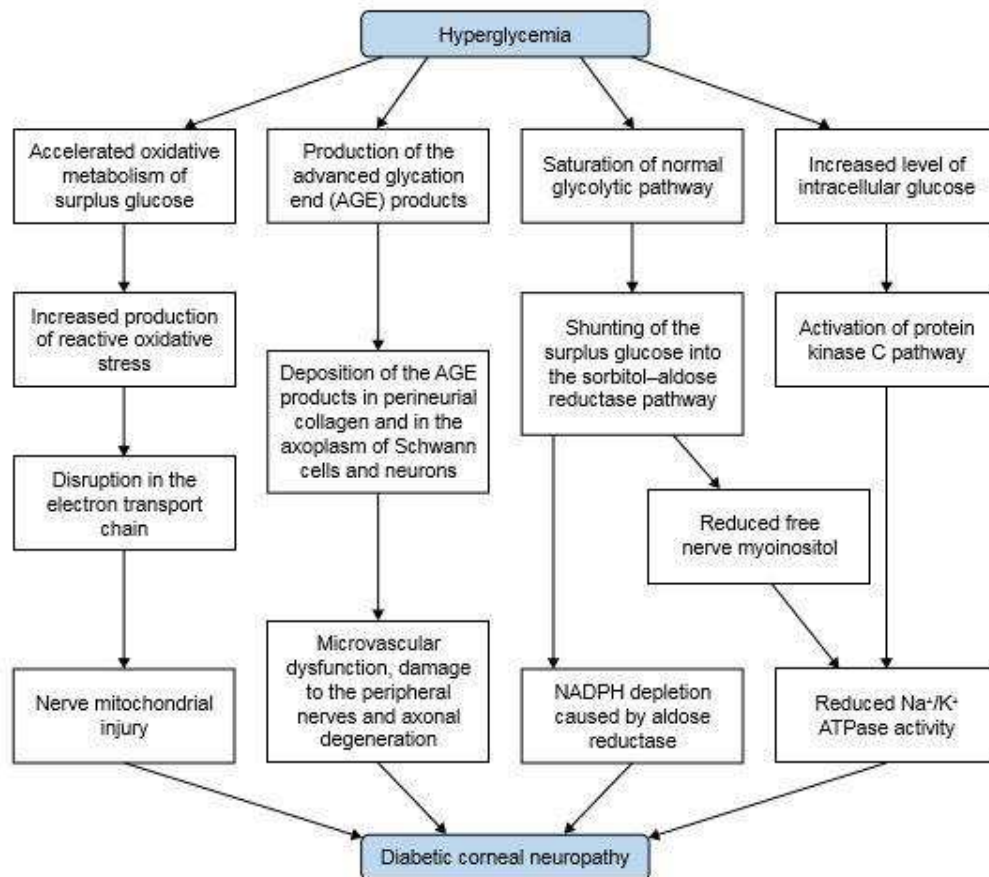 Hyperglycemia
Accelerated oxidative
metabolism of
surplus glucose
Production of the
advanced glycation
end (AGE) products
Saturation of normal
glycolytic pathway
Increased level of
intracellular glucose
Increased production
of reactive oxidative
stress
Deposition of the AGE
products in perineurial
collagen and in the
axoplasm of Schwann
cells and neurons
Shunting of the
surplus glucose into
the sorbitol–aldose
reductase pathway
Activation of protein
kinase C pathway
Disruption in the
electron transport
chain
Reduced free
nerve myoinositol
Nerve mitochondrial
injury
Microvascular
dysfunction, damage
to the peripheral
nerves and axonal
degeneration
NADPH depletion
caused by aldose
reductase
Reduced Na⁺/K⁺
ATPase activity
Diabetic corneal neuropathy